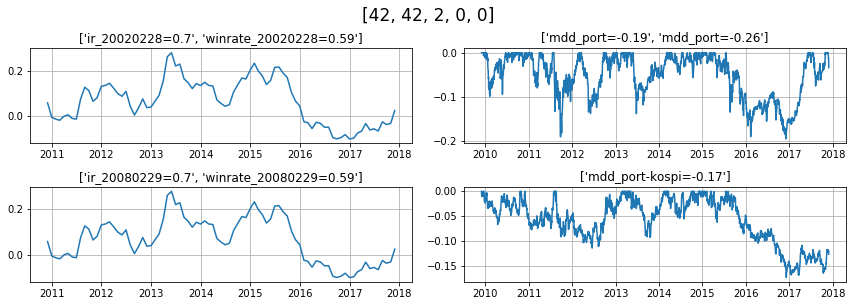 [42, 42, 2, 0, 0]
['ir_20020228=0.7', 'winrate_20020228=0.59']
0.2
0.0
2011 2012 2013 2014 2015 2016 2017 2018
['mdd_port=-0.19', 'mdd_port=-0.26']
0.0
−0.1
−0.2
2010 2011 2012 2013 2014 2015 2016 2017 2018
['ir_20080229=0.7', 'winrate_20080229=0.59']
0.2
0.0
2011 2012 2013 2014 2015 2016 2017 2018
['mdd_port-kospi=-0.17']
0.00
−0.05
−0.10
−0.15
2010 2011 2012 2013 2014 2015 2016 2017 2018